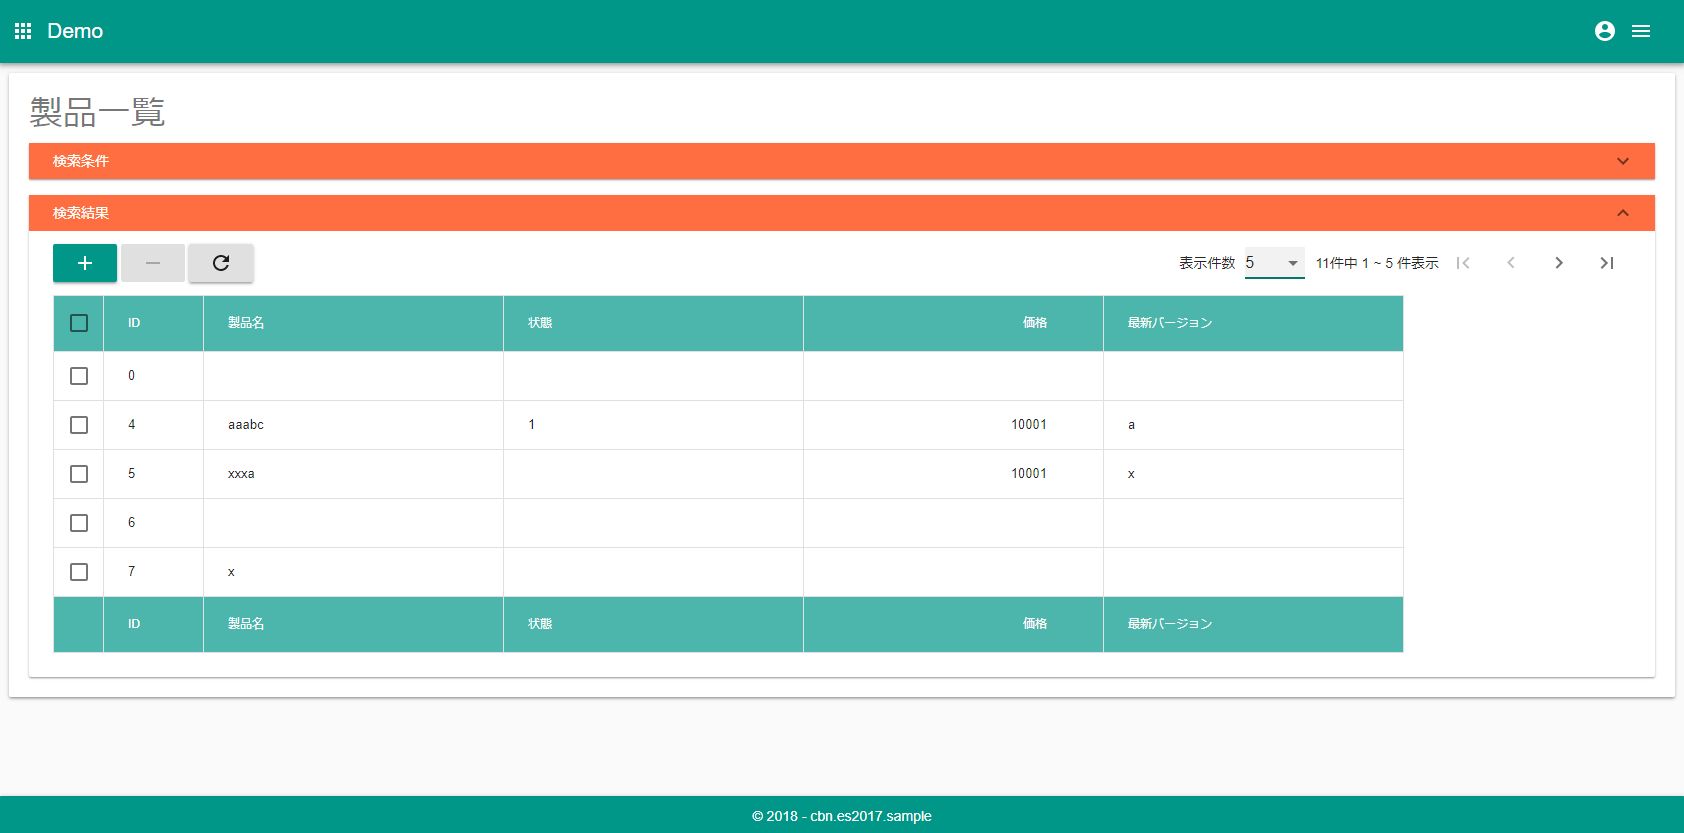 Demo
製品一覧
検索条件
検索結果
表示件数 5 11件中 1 ~ 5 件表示
ID 製品名 状態 価格 最新バージョン
0
4 aaabc 1 10001 a
5 xxxa 10001 x
6
7 x
ID 製品名 状態 価格 最新バージョン
© 2018 - cbn.es2017.sample